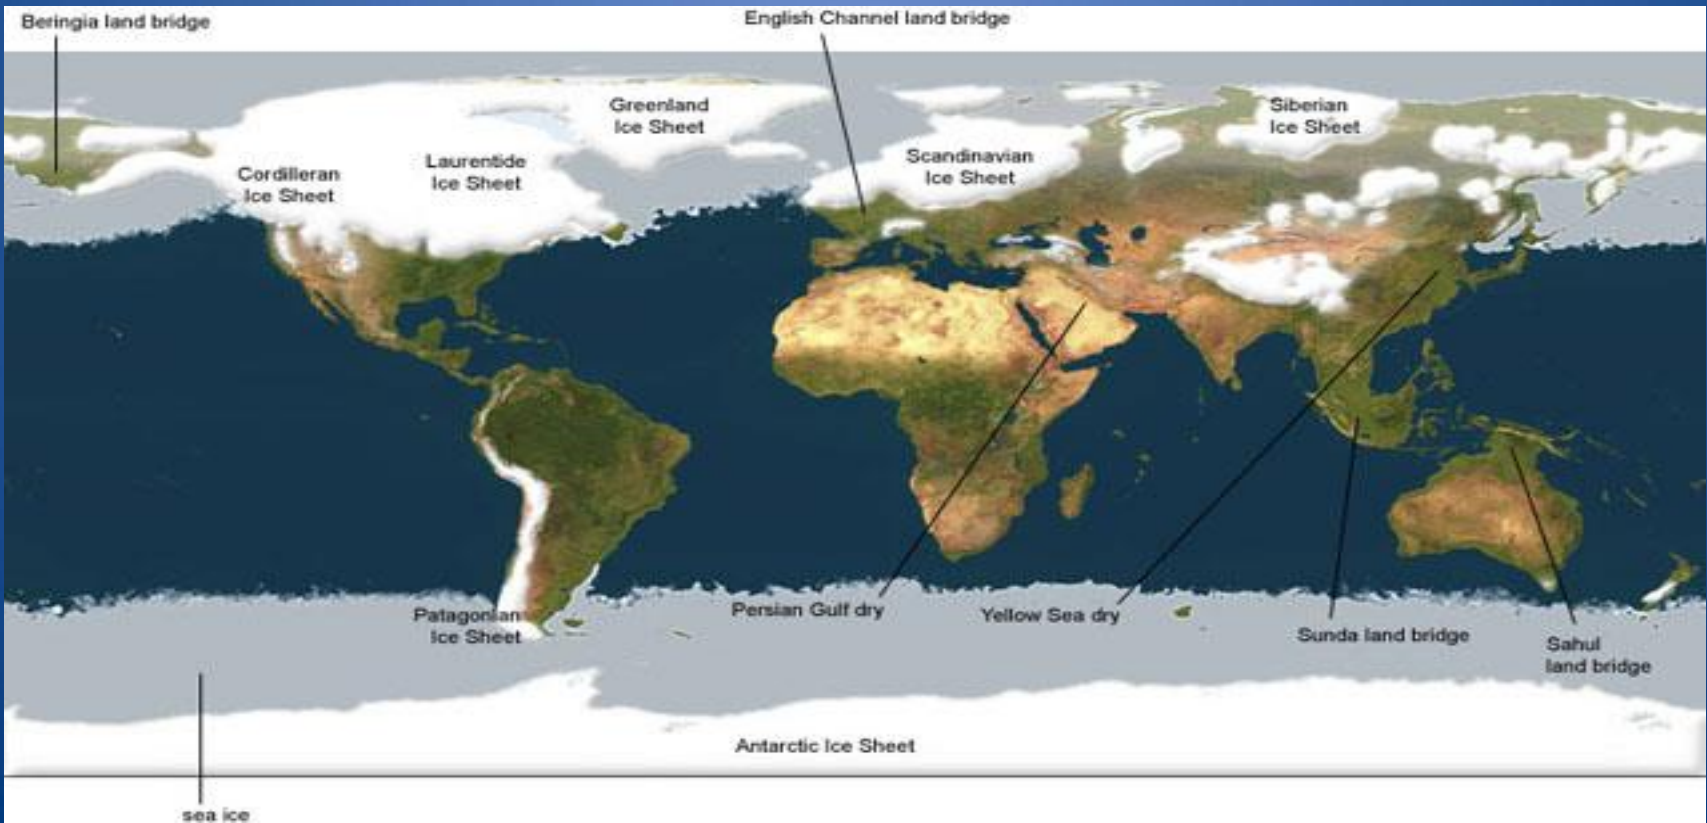 Beringia land bridge
English Channel land bridge
Greenland
Ice Sheet
Siberian
Ice Sheet
Laurentide
Ice Sheet
Scandinavian
Ice Sheet
Cordilleran
Ice Sheet
Patagonian
Ice Sheet
Persian Gulf dry
Yellow Sea dry
Sunda land bridge
Sahul
land bridge
Antarctic Ice Sheet
sea ice